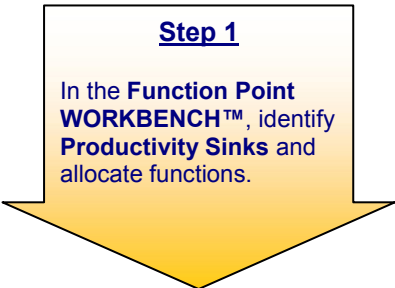 Step 1
In the Function Point
WORKBENCH™, identify
Productivity Sinks and
allocate functions.